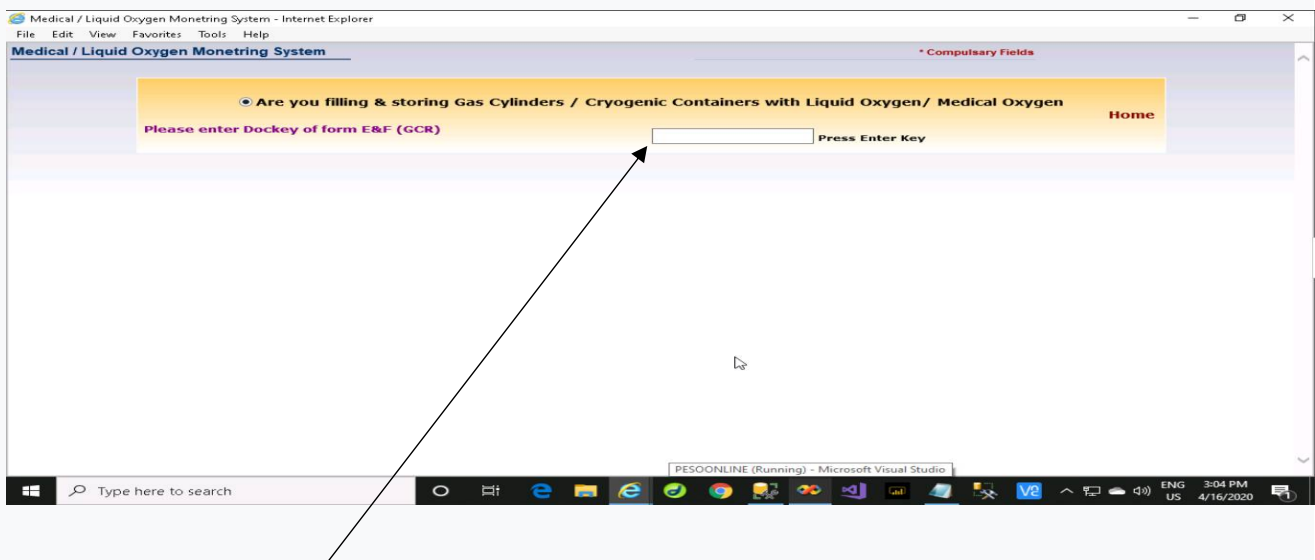 Medical / Liquid Oxygen Monetring System - Internet Explorer
File Edit View Favorites Tools Help
Medical / Liquid Oxygen Monetring System
* Compulsary Fields
Are you filling & storing Gas Cylinders / Cryogenic Containers with Liquid Oxygen/ Medical Oxygen
Home
Please enter Dockey of form E&F (GCR)
Press Enter Key
PESOONLINE (Running) - Microsoft Visual Studio
Type here to search
V2
ENG 3:04 PM
US 4/16/2020